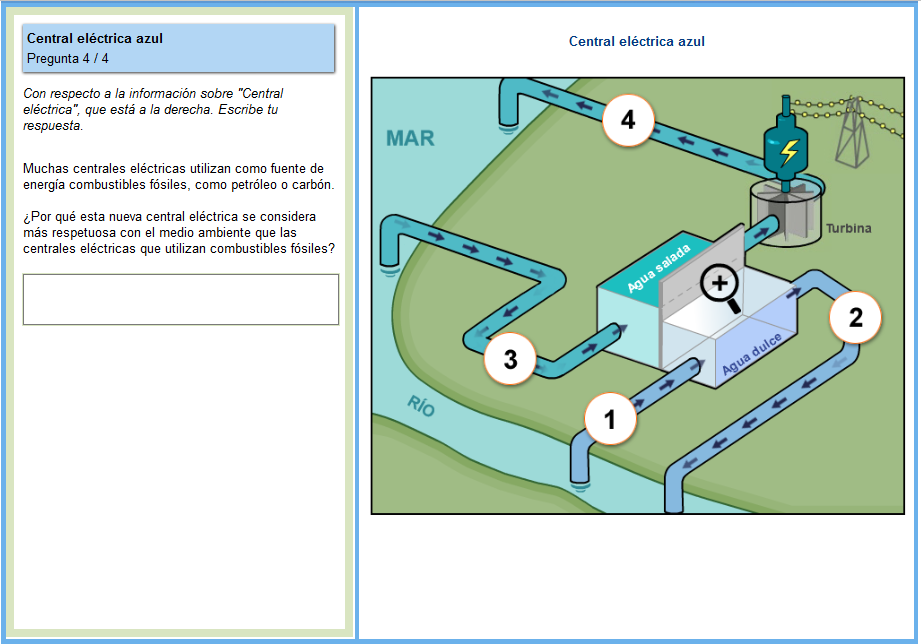 Central eléctrica azul
Pregunta 4 / 4
Con respecto a la información sobre "Central
eléctrica", que está a la derecha. Escribe tu
respuesta.
Muchas centrales eléctricas utilizan como fuente de
energía combustibles fósiles, como petróleo o carbón.
¿Por qué esta nueva central eléctrica se considera
más respetuosa con el medio ambiente que las
centrales eléctricas que utilizan combustibles fósiles?
Central eléctrica azul
4
MAR
Turbina
Agua salada
2
Agua dulce
3
RÍO
1